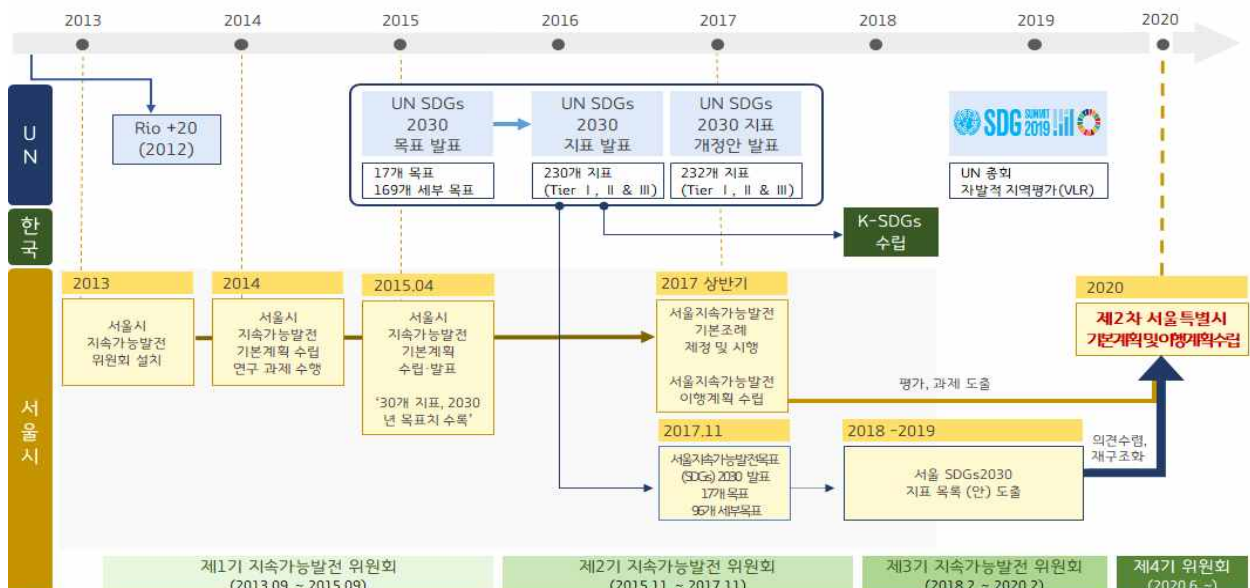 2013
2014
2015
2016
2017
2018
2019
2020
UN
Rio +20
(2012)
UN SDGs
2030
목표 발표
17개 목표
169개 세부 목표
UN SDGs
2030
지표 발표
230개 지표
(Tier Ⅰ, Ⅱ & Ⅲ)
UN SDGs
2030 지표
개정안 발표
232개 지표
(Tier Ⅰ, Ⅱ & Ⅲ)
SDG SUMMIT 2019
UN 총회
자발적 지역평가(VLR)
한국
K-SDGs
수립
서울시
2013
서울시
지속가능발전
위원회 설치
2014
서울시
지속가능발전
기본계획 수립
연구 과제 수행
2015.04
서울시
지속가능발전
기본계획
수립·발표
‘30개 지표, 2030
년 목표치 수록’
2017 상반기
서울지속가능발전
기본조례
제정 및 시행
서울지속가능발전
이행계획 수립
평가, 과제 도출
2020
제2차 서울특별시
기본계획및이행계획수립
2017.11
서울지속가능발전목표
(SDGs) 2030 발표
17개 목표
96개 세부목표
2018 -2019
서울 SDGs2030
지표 목록 (안) 도출
의견수렴,
재구조화
제1기 지속가능발전 위원회
(2013.09. ~ 2015.09)
제2기 지속가능발전 위원회
(2015.11. ~ 2017.11)
제3기 지속가능발전 위원회
(2018.2 ~ 2020.2)
제4기 위원회
(2020.6. ~)